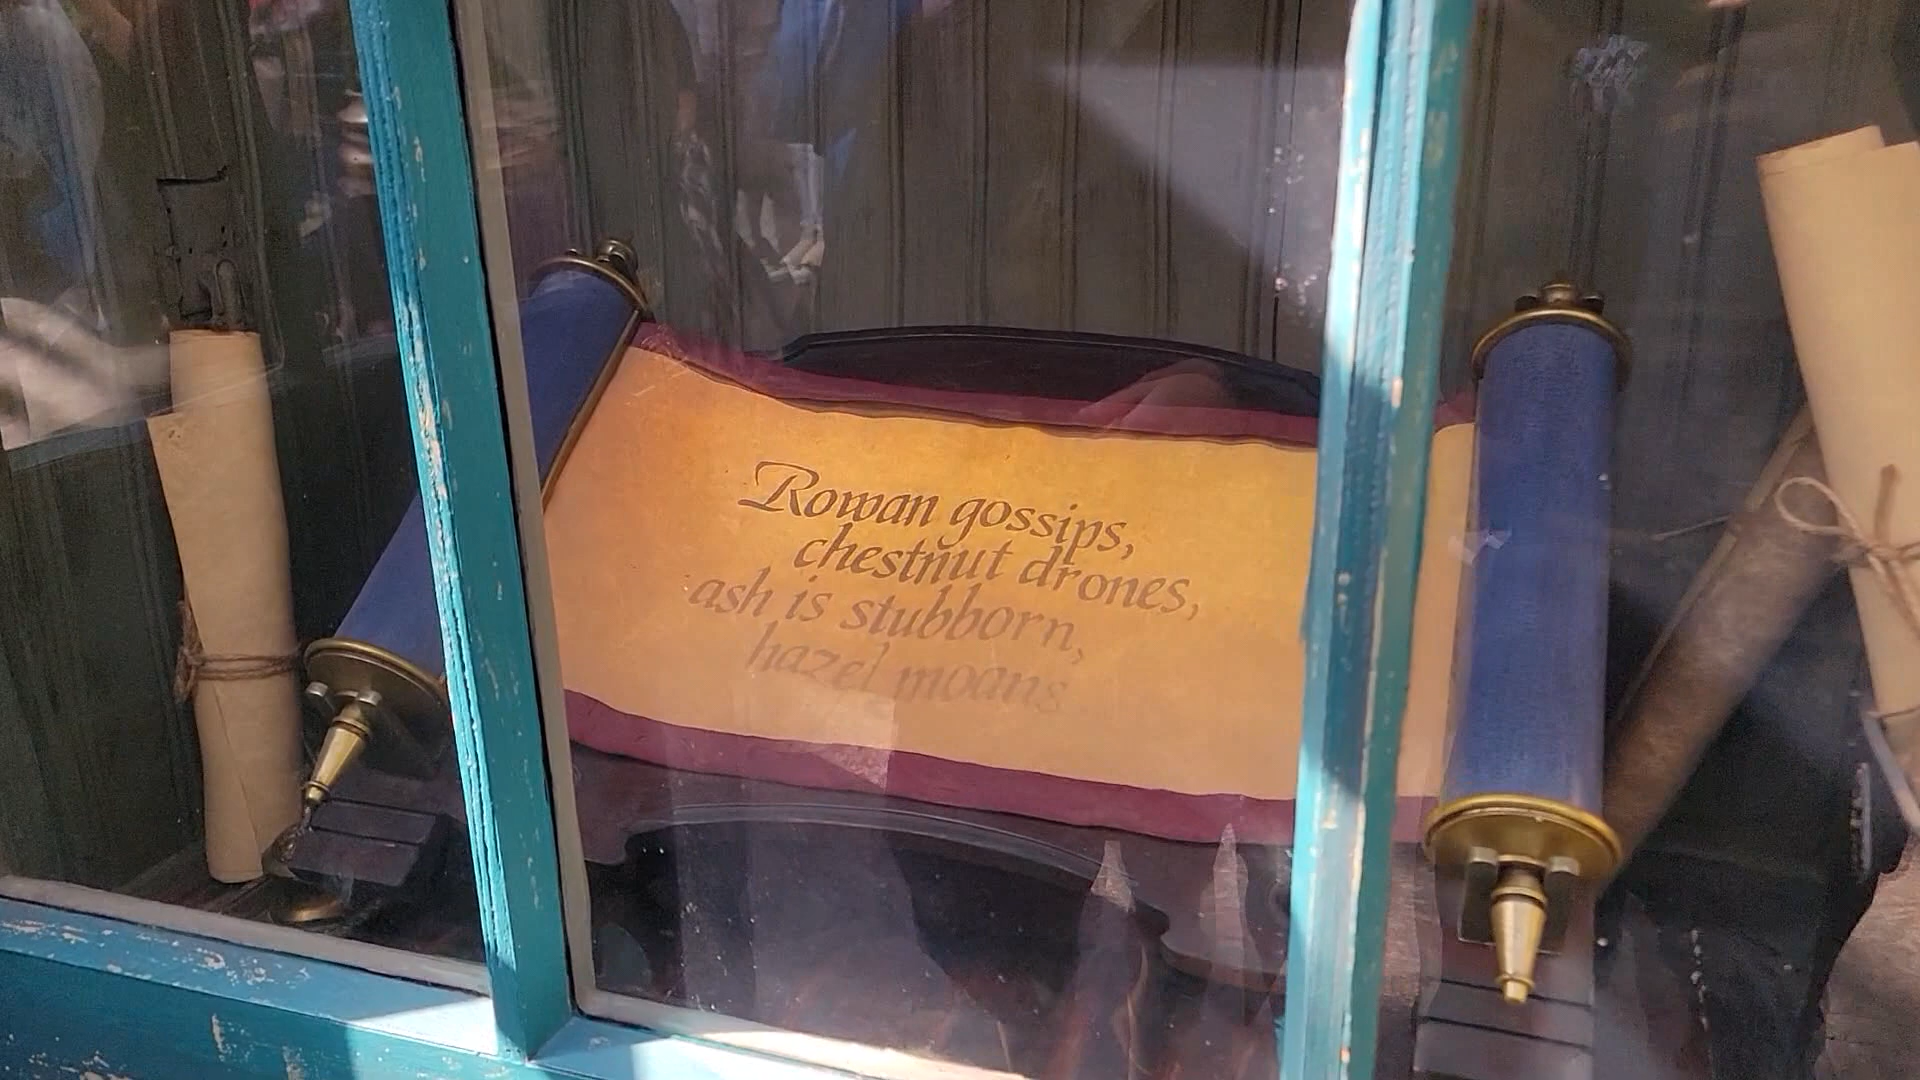 Rowan gossips,
chestnut drones,
ash is stubborn,
hazel moans